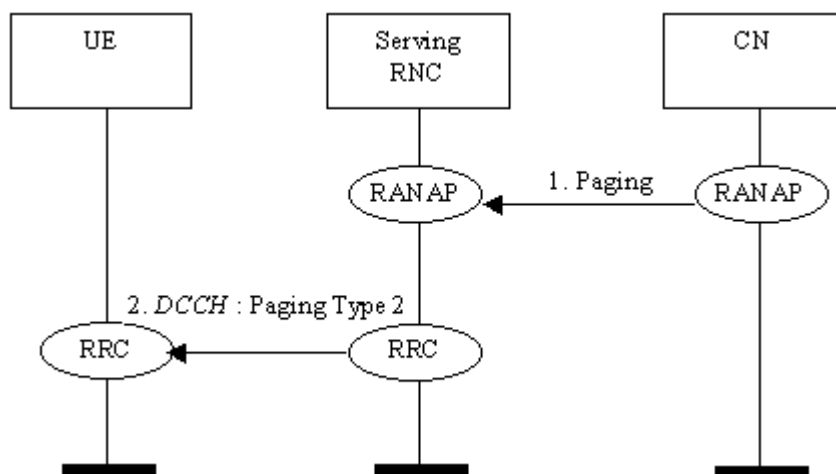 UE
Serving
RNC
CN
RANAP
1. Paging
RANAP
2. DCCH : Paging Type 2
RRC
RRC